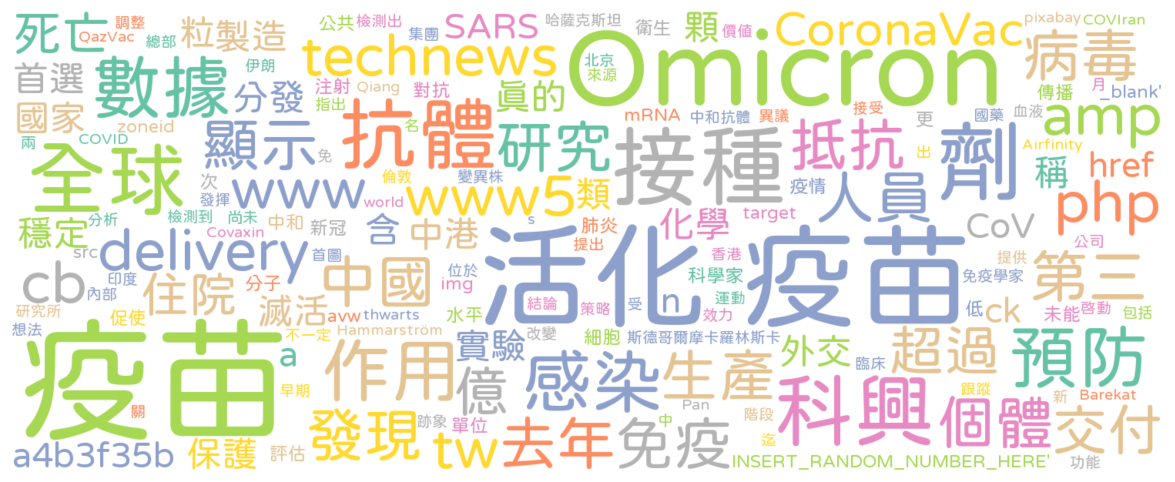 死亡 QazVac 調整 總部 粒製造 公共 檢測出 集團 SARS 哈薩克斯坦 衛生 顆 價值 CoronaVac pixabay COVIran
首選 數據 伊朗 technews 北京 來源 Omicron 病毒
國家 分發 注射 Qiang 指出 對抗 眞的 mRNA 中和抗體 異議 接受 更 國藥 血液 傳播 月 _blank'
兩 COVID zoneid 顯示 免 抗體 名 研究 接種 抵抗 出 劑 Airfinity amp
全球 次 www 倫敦 變異株 www5 類 疫情 人員 稱 href
穩定 分析 發揮 檢測到 尚未 world s 肺炎 化學 target php
src Covaxin 中和 新冠 含 中港 提出 香港 CoV 公司
delivery 首圖 活化疫苗 科學家 提供
cb 印度 內部 住院 分子 中國 位於 img n 運動 免疫學家 第三
研究所 滅活 avw thwarts 水平 結論 策略 受 效力 低 ck 未能 啓動 包括
想法 促使 不一定 Hammarström 改變 細胞 斯德哥爾摩卡羅林斯卡
疫苗 a 作用 實驗 外交 臨床 超過 預防
早期 億 感染 生產 跟蹤 新 Barekat
關 發現 跡象 單位 Pan 中 科興 階段 個體
a4b3f35b 保護 評估 tw 去年 免疫 迄 交付
INSERT_RANDOM_NUMBER_HERE' 功能